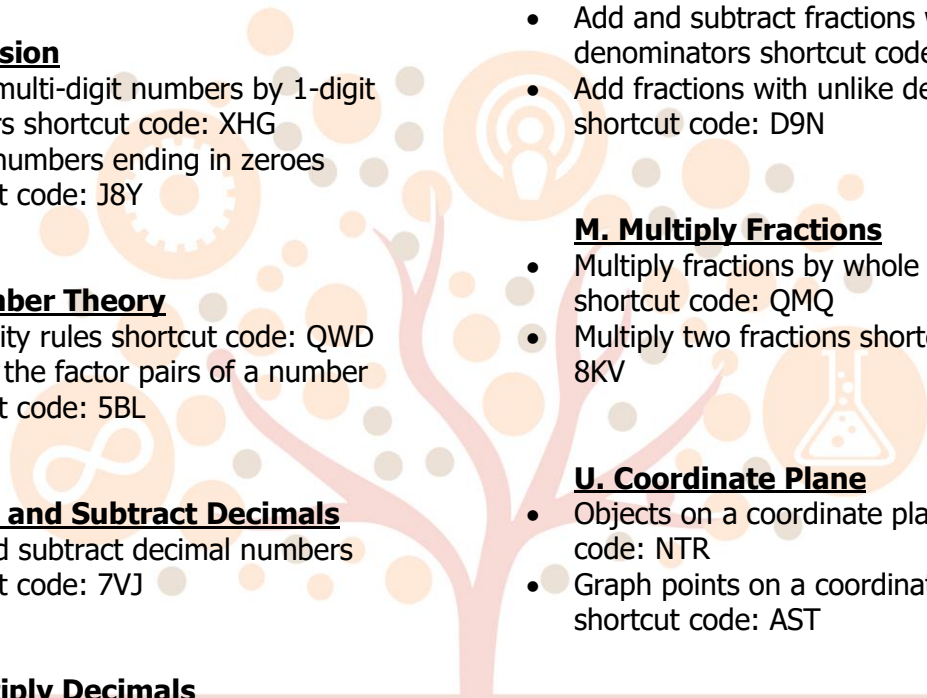 sion
multi-digit numbers by 1-digit
rs shortcut code: XHG
numbers ending in zeroes
t code: J8Y
ber Theory
ity rules shortcut code: QWD
the factor pairs of a number
t code: 5BL
and Subtract Decimals
d subtract decimal numbers
t code: 7VJ
iply Decimals
• Add and subtract fractions
denominators shortcut code
• Add fractions with unlike de
shortcut code: D9N
M. Multiply Fractions
• Multiply fractions by whole
shortcut code: QMQ
• Multiply two fractions short
8KV
U. Coordinate Plane
• Objects on a coordinate pla
code: NTR
• Graph points on a coordinat
shortcut code: AST